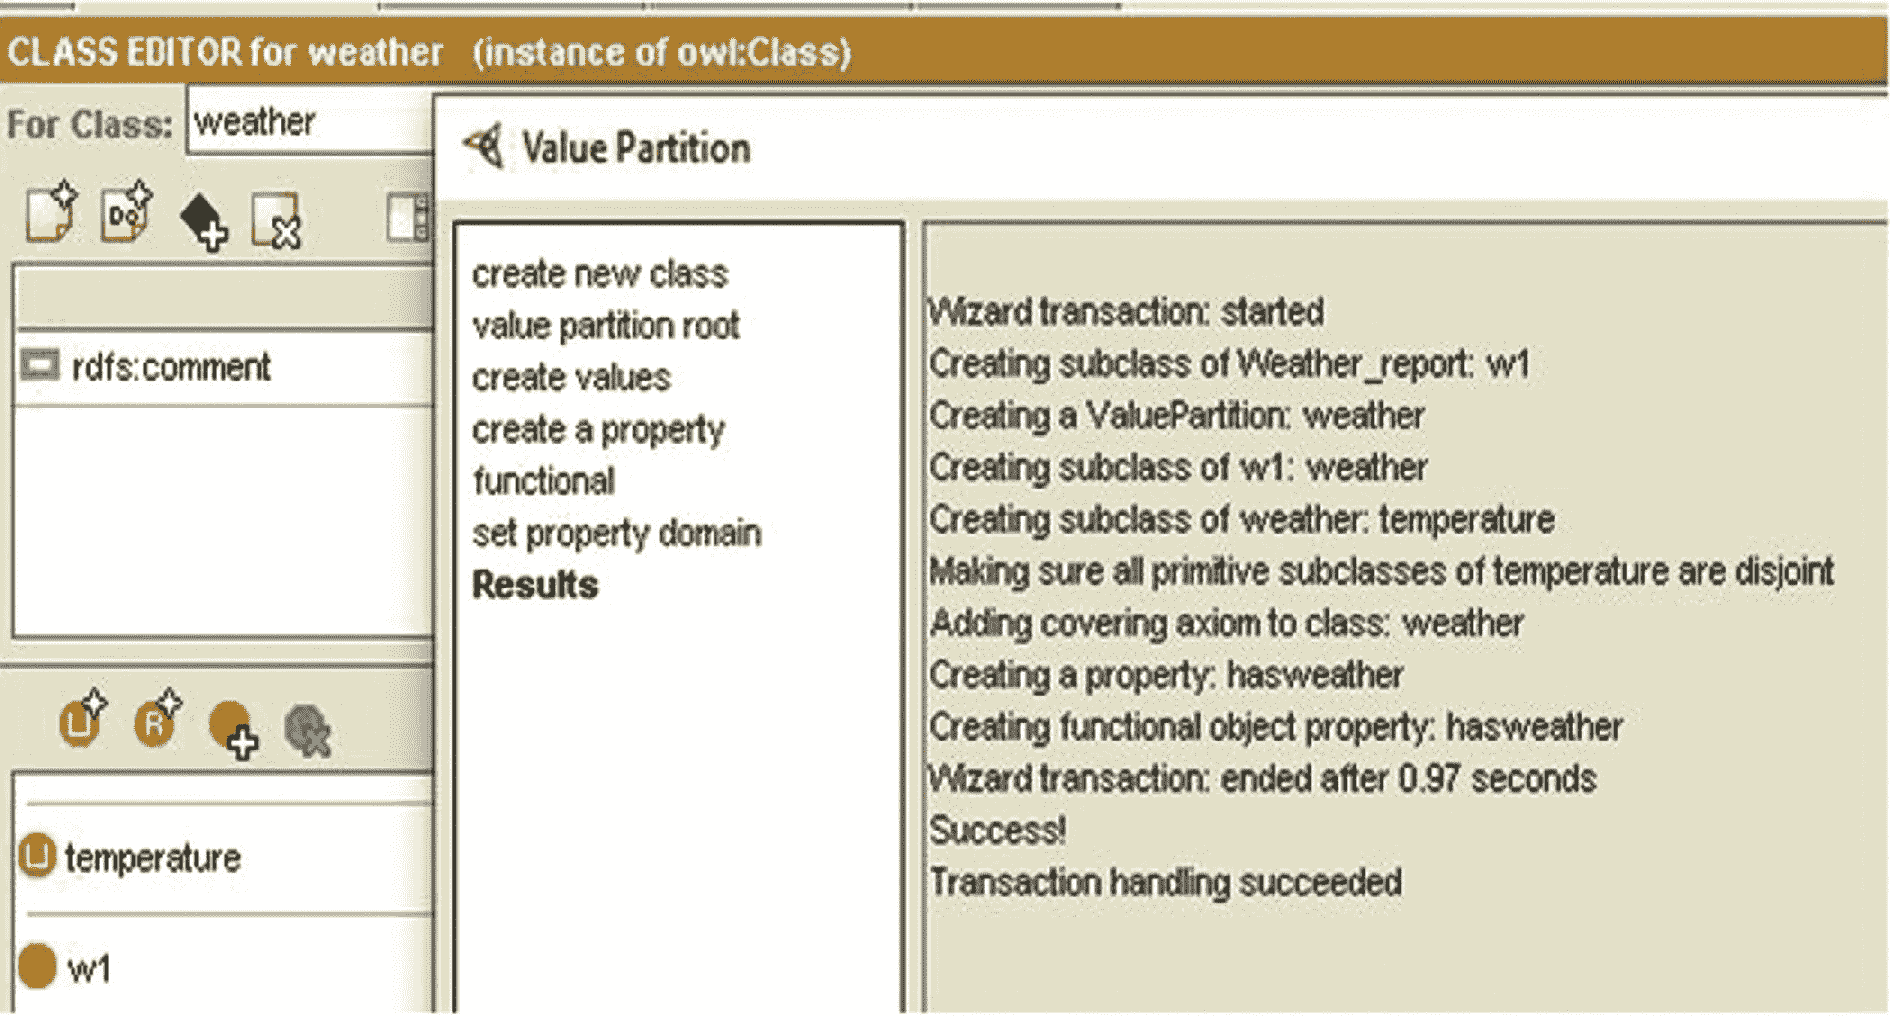 CLASS EDITOR for weather (instance of owl:Class)
For Class: weather
rdfs:comment
temperature
w1
Value Partition
create new class
value partition root
create values
create a property
functional
set property domain
Results
Wizard transaction: started
Creating subclass of Weather_report: w1
Creating a ValuePartition: weather
Creating subclass of w1: weather
Creating subclass of weather: temperature
Making sure all primitive subclasses of temperature are disjoint
Adding covering axiom to class: weather
Creating a property: hasweather
Creating functional object property: hasweather
Wizard transaction: ended after 0.97 seconds
Success!
Transaction handling succeeded